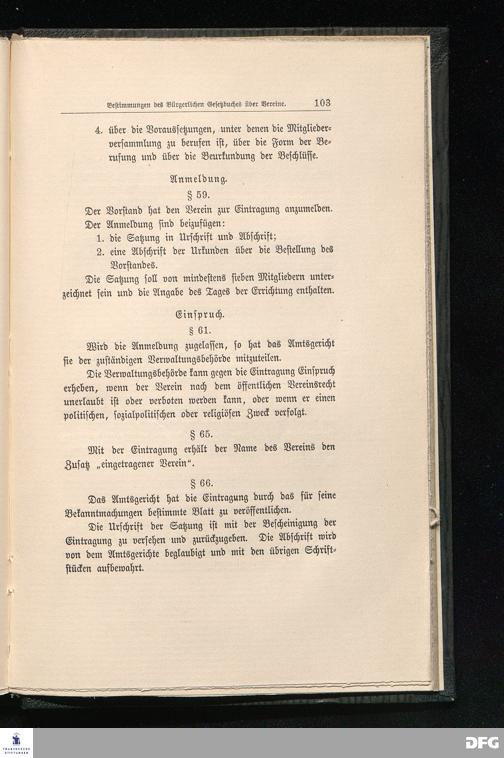 Bestimmungen des Bürgerlichen Gesetzbuches über Vereine. 103
4. über die Voraussetzungen, unter denen die Mitglieder-
versammlung zu berufen ist, über die Form der Be-
rufung und über die Beurkundung der Beschlüsse.
Anmeldung.
§ 59.
Der Vorstand hat den Verein zur Eintragung anzumelden.
Der Anmeldung sind beizufügen:
1. die Satzung in Urschrift und Abschrift;
2. eine Abschrift der Urkunden über die Bestellung des
Vorstandes.
Die Satzung soll von mindestens sieben Mitgliedern unter-
zeichnet sein und die Angabe des Tages der Errichtung enthalten.
Einspruch.
§ 61.
Wird die Anmeldung zugelassen, so hat das Amtsgericht
sie der zuständigen Verwaltungsbehörde mitzuteilen.
Die Verwaltungsbehörde kann gegen die Eintragung Einspruch
erheben, wenn der Verein nach dem öffentlichen Vereinsrecht
unerlaubt ist oder verboten werden kann, oder wenn er einen
politischen, sozialpolitischen oder religiösen Zweck verfolgt.
§ 65.
Mit der Eintragung erhält der Name des Vereins den
Zusatz „eingetragener Verein“.
§ 66.
Das Amtsgericht hat die Eintragung durch das für seine
Bekanntmachungen bestimmte Blatt zu veröffentlichen.
Die Urschrift der Satzung ist mit der Bescheinigung der
Eintragung zu versehen und zurückzugeben. Die Abschrift wird
von dem Amtsgerichte beglaubigt und mit den übrigen Schrift-
stücken aufbewahrt.
FRANCKESCHE
STIFTUNGEN
DFG